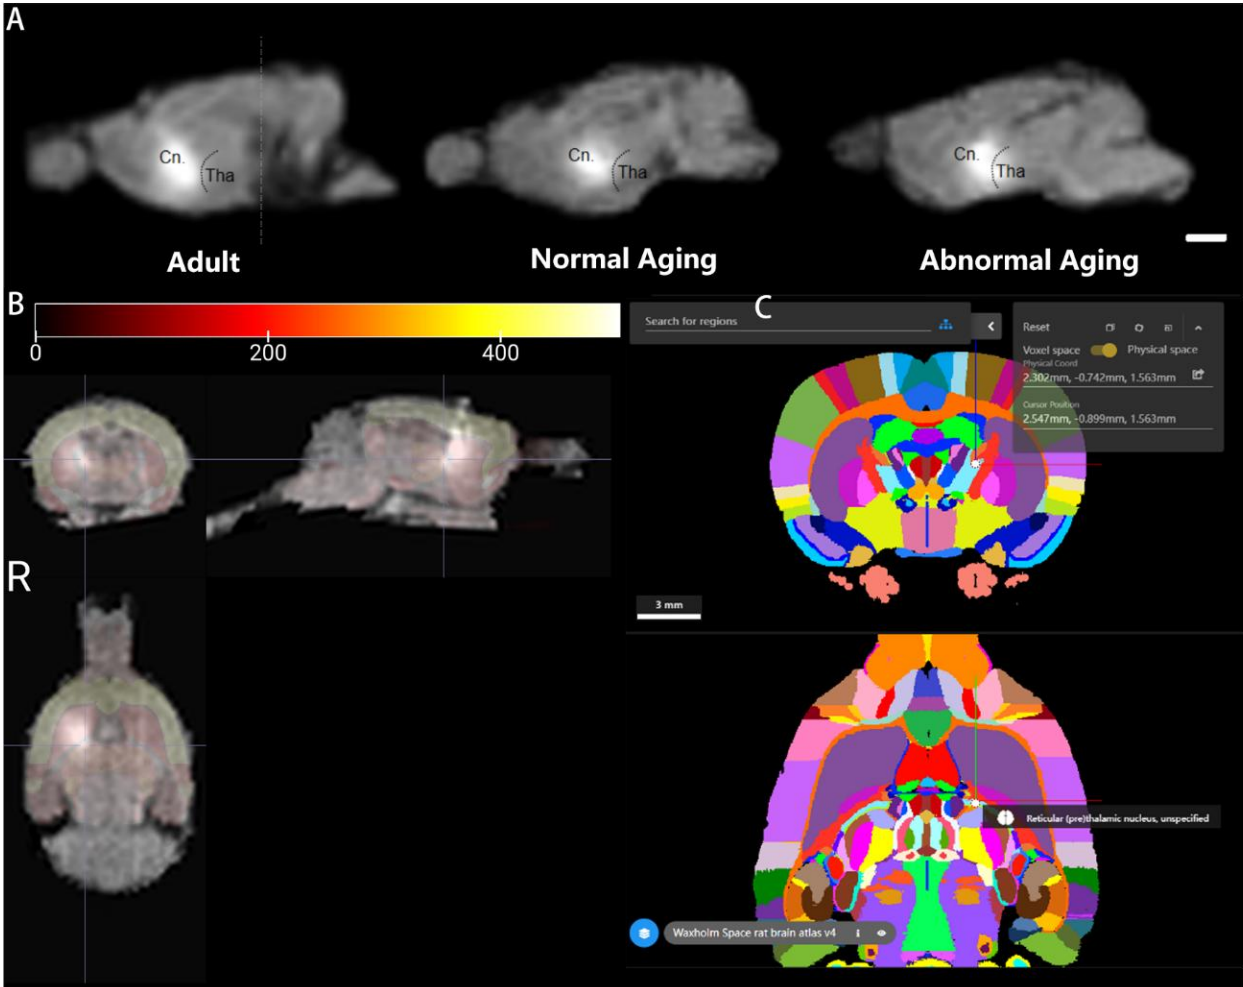 A
Cn.
Tha
Cn.
Tha
Cn.
Tha
Adult
Normal Aging
Abnormal Aging
B
0
200
400
R
C
Search for regions
Reset
Voxel space
Physical space
Physical Coord
2.302mm, -0.742mm, 1.563mm
Cursor Position
2.547mm, -0.899mm, 1.563mm
3 mm
Reticular (pre)thalamic nucleus, unspecified
Waxholm Space rat brain atlas v4